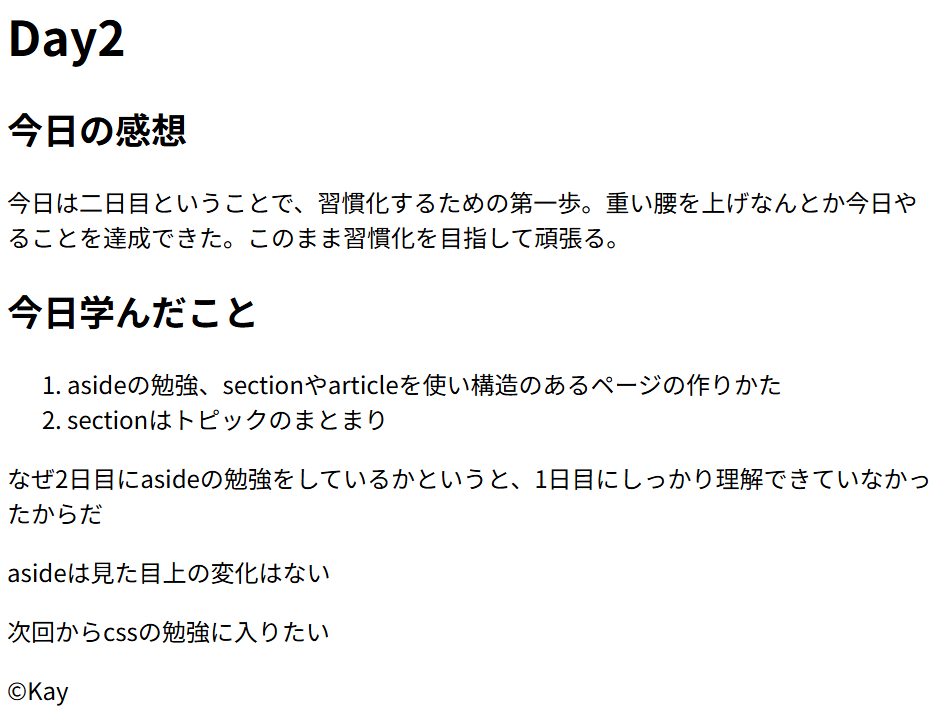 Day2
今日の感想
今日は二日目ということで、習慣化するための第一歩。重い腰を上げなんとか今日や
ることを達成できた。このまま習慣化を目指して頑張る。
今日学んだこと
1. asideの勉強、sectionやarticleを使い構造のあるページの作りかた
2. sectionはトピックのまとまり
なぜ2日目にasideの勉強をしているかというと、1日目にしっかり理解できていなかっ
たからだ
asideは見た目上の変化はない
次回からcssの勉強に入りたい
©Kay